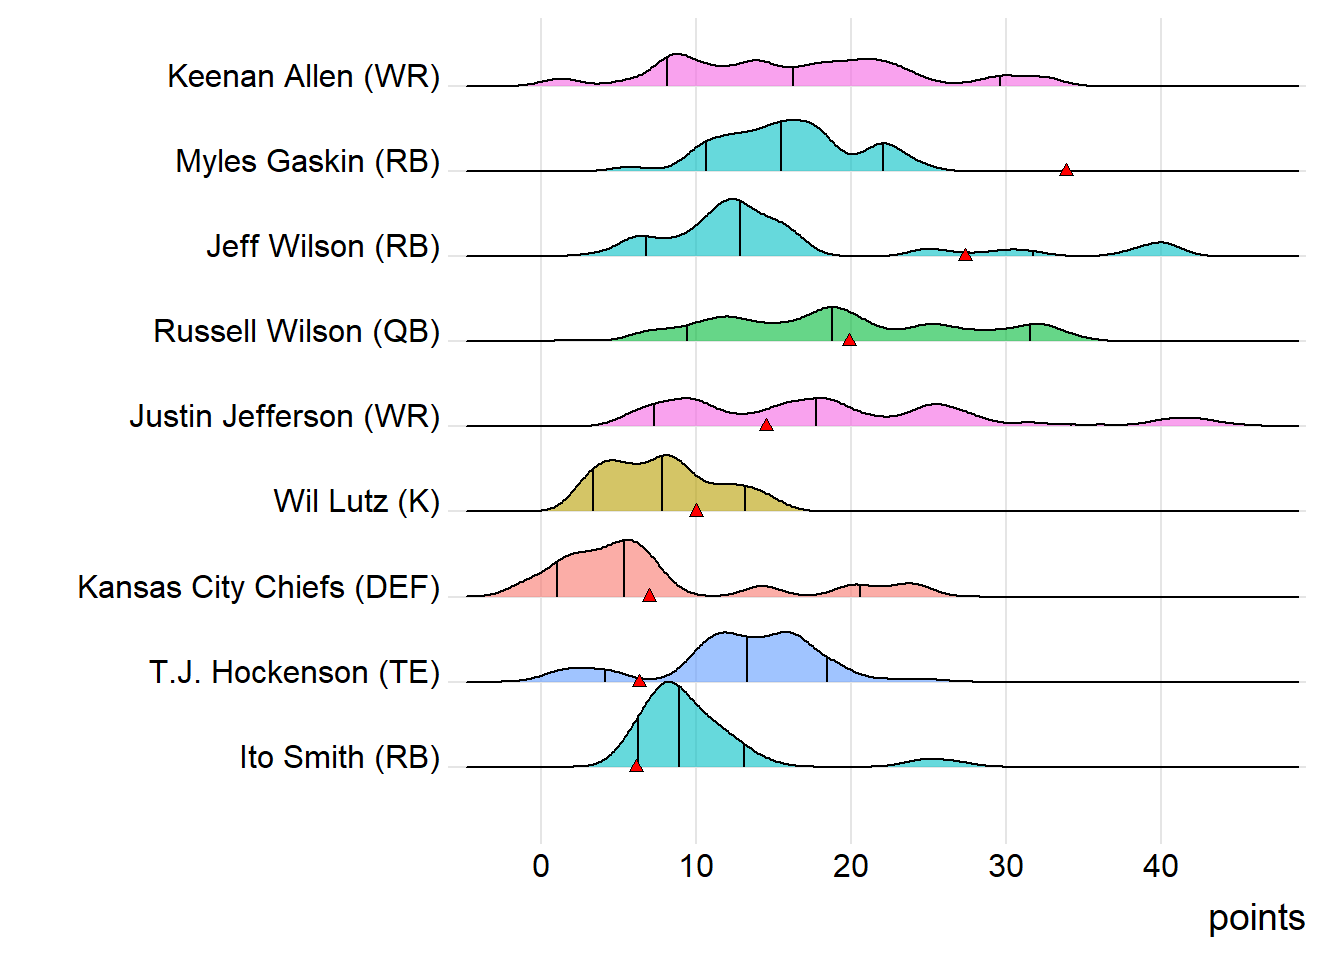 Keenan Allen (WR)
Myles Gaskin (RB)
Jeff Wilson (RB)
Russell Wilson (QB)
Justin Jefferson (WR)
Wil Lutz (K)
Kansas City Chiefs (DEF)
T.J. Hockenson (TE)
Ito Smith (RB)
0 10 20 30 40
points